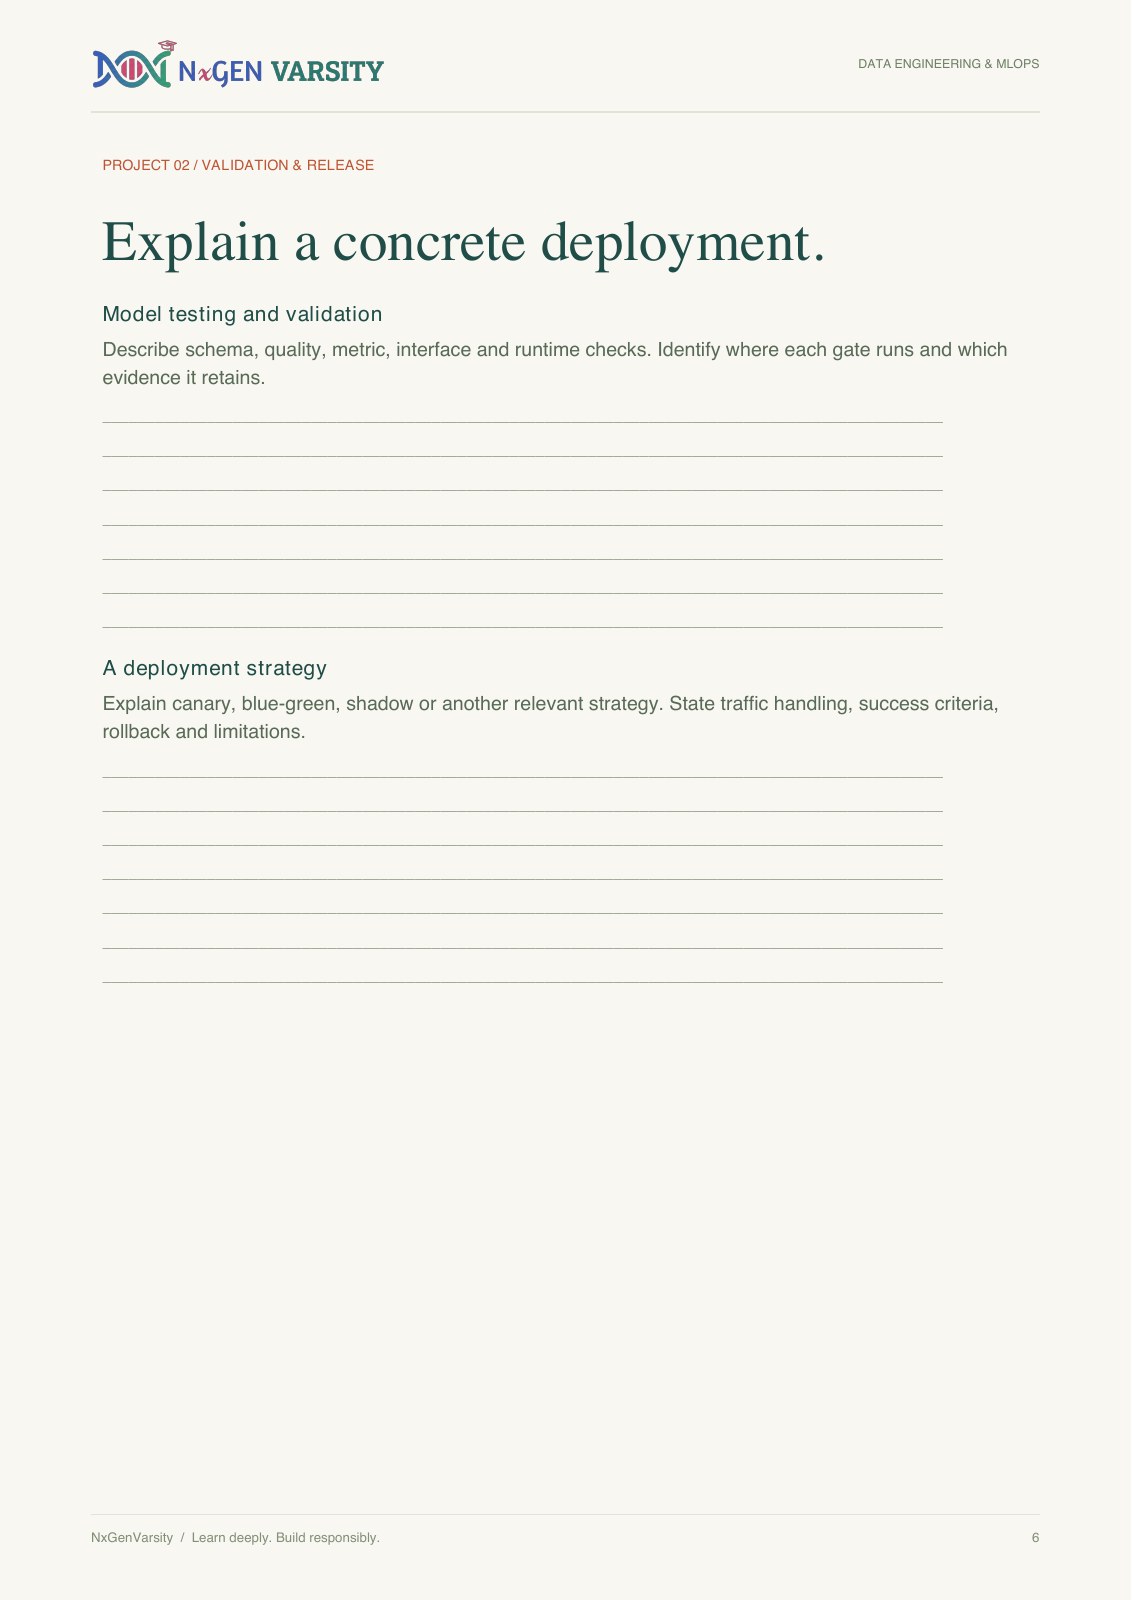 NxGEN VARSITY
DATA ENGINEERING & MLOPS
PROJECT 02 / VALIDATION & RELEASE
Explain a concrete deployment.
Model testing and validation
Describe schema, quality, metric, interface and runtime checks. Identify where each gate runs and which
evidence it retains.
A deployment strategy
Explain canary, blue-green, shadow or another relevant strategy. State traffic handling, success criteria,
rollback and limitations.
NxGenVarsity / Learn deeply. Build responsibly.
6